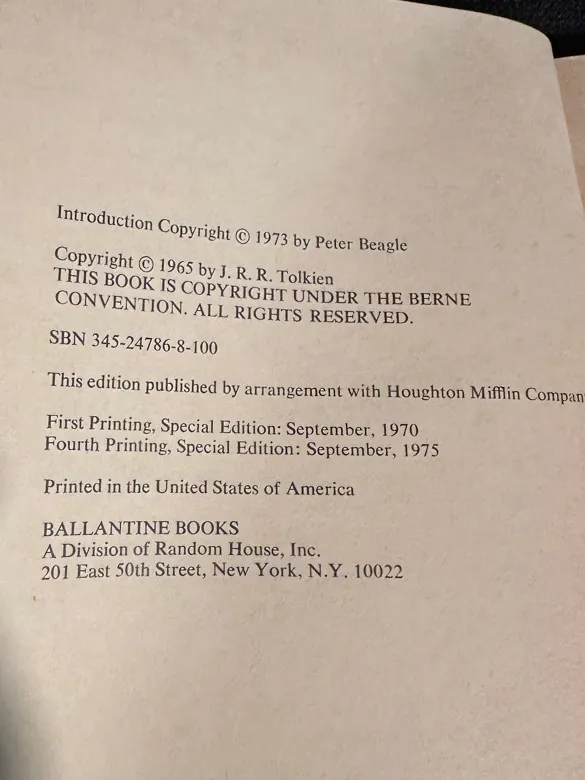 Introduction Copyright © 1973 by Peter Beagle
Copyright © 1965 by J. R. R. Tolkien
THIS BOOK IS COPYRIGHT UNDER THE BERNE
CONVENTION. ALL RIGHTS RESERVED.
SBN 345-24786-8-100
This edition published by arrangement with Houghton Mifflin Compan
First Printing, Special Edition: September, 1970
Fourth Printing, Special Edition: September, 1975
Printed in the United States of America
BALLANTINE BOOKS
A Division of Random House, Inc.
201 East 50th Street, New York, N.Y. 10022